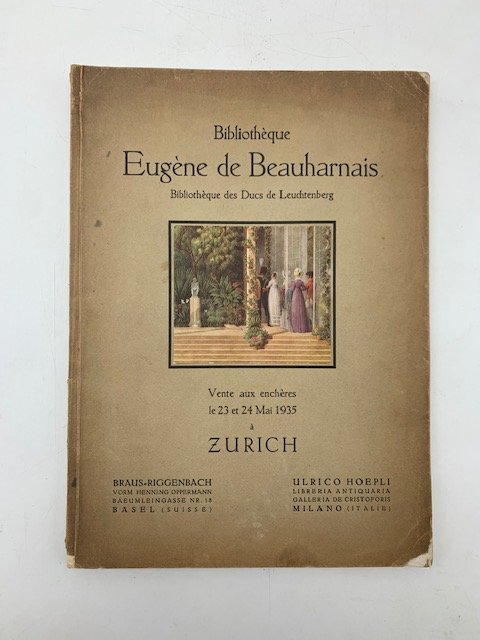 Bibliothèque
Eugène de Beauharnais
Bibliothèque des Ducs de Leuchtenberg
Vente aux enchères
le 23 et 24 Mai 1935
à
ZURICH
BRAUS-RIGGENBACH
VORM HENNING OPPERMANN
BAEUMLEINGASSE NR. 18
BASEL (SUISSE)
ULRICO HOEPLI
LIBRERIA ANTIQUARIA
GALLERIA DE CRISTOFORIS
MILANO (ITALIE)